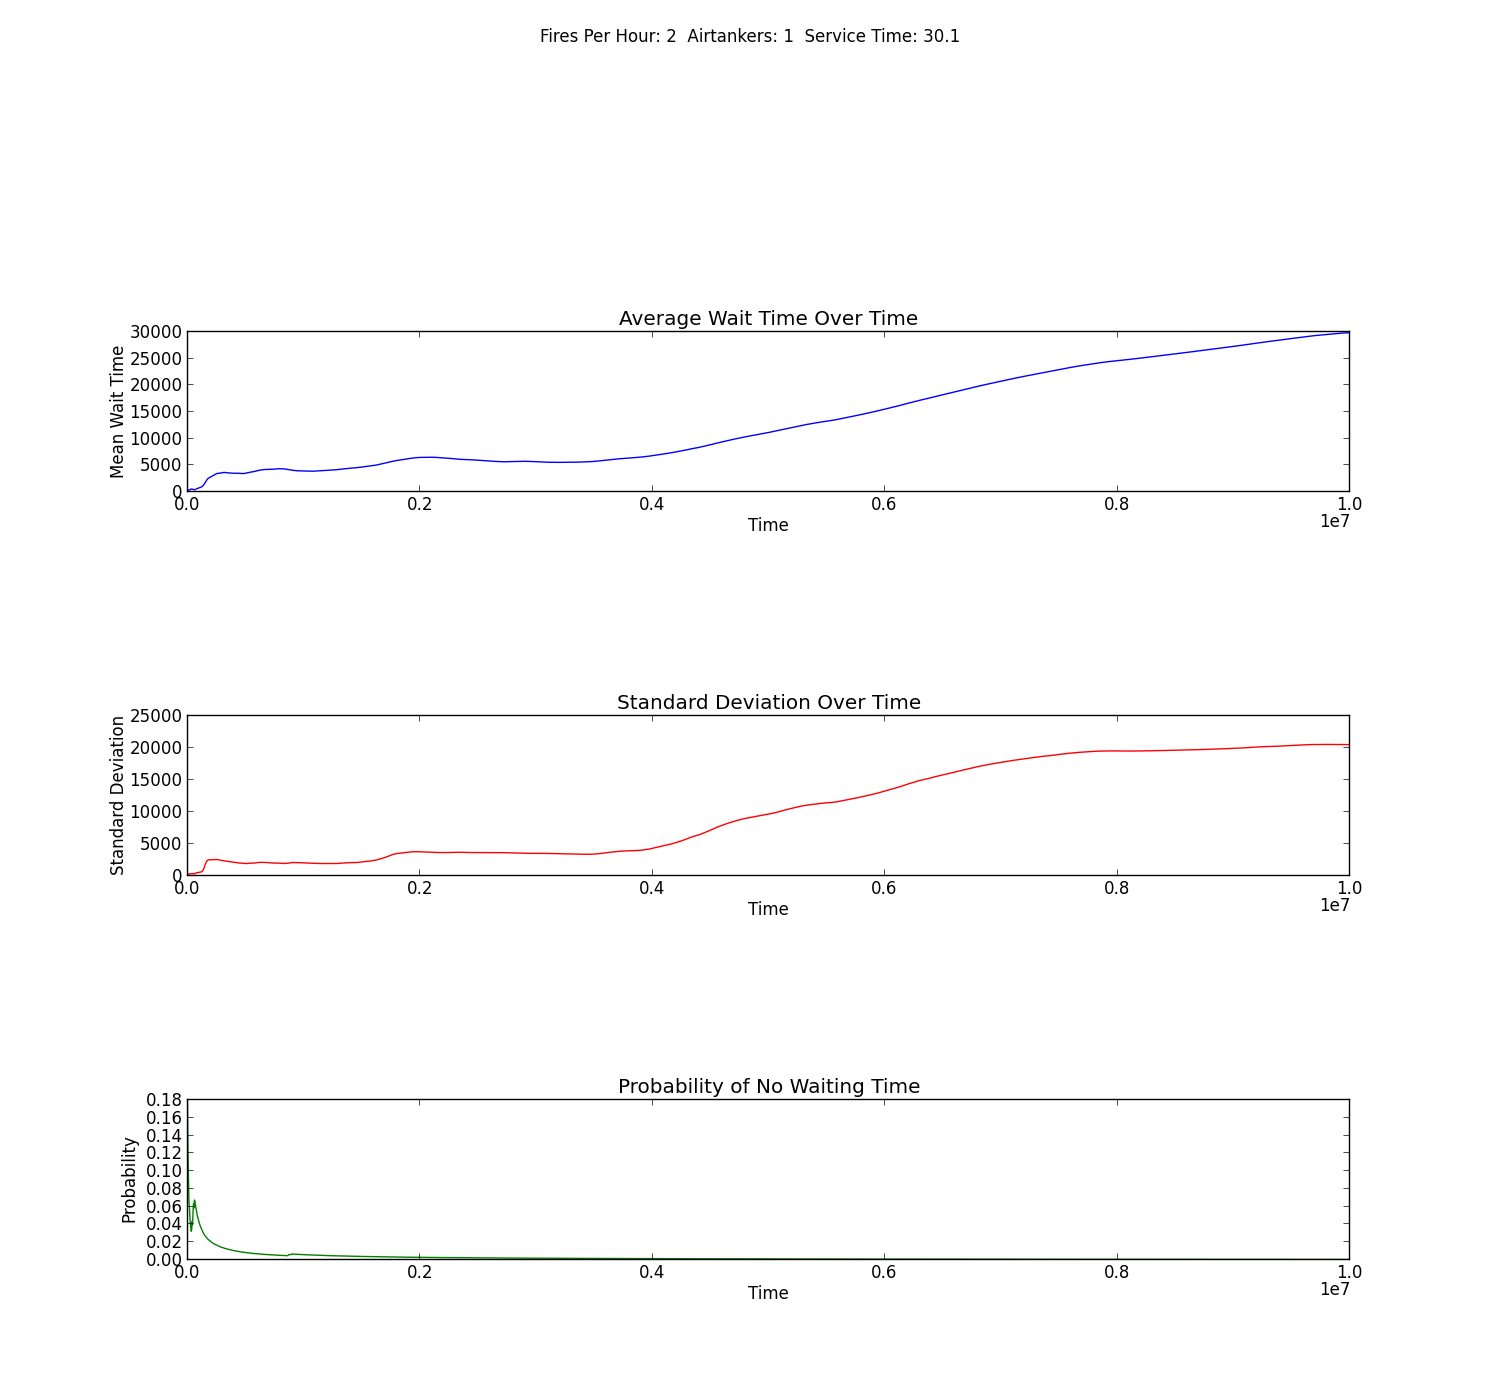 Fires Per Hour: 2  Airtankers: 1  Service Time: 30.1
Average Wait Time Over Time
Mean Wait Time
30000
25000
20000
15000
10000
5000
0
0.0 0.2 0.4 0.6 0.8 1.0
1e7
Time
Standard Deviation Over Time
Standard Deviation
25000
20000
15000
10000
5000
0
0.0 0.2 0.4 0.6 0.8 1.0
1e7
Time
Probability of No Waiting Time
Probability
0.18
0.16
0.14
0.12
0.10
0.08
0.06
0.04
0.02
0.00
0.0 0.2 0.4 0.6 0.8 1.0
1e7
Time